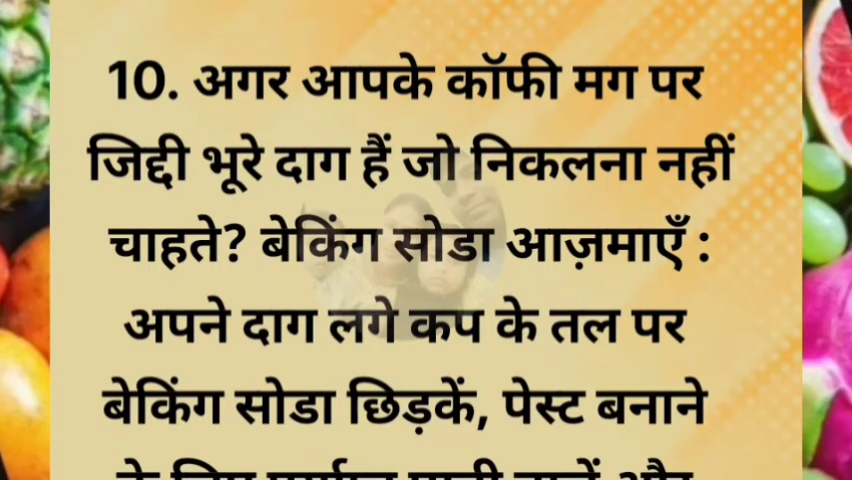 10. अगर आपके कॉफी मग पर
जिद्दी भूरे दाग हैं जो निकलना नहीं
चाहते? बेकिंग सोडा आज़माएँ :
अपने दाग लगे कप के तल पर
बेकिंग सोडा छिड़कें, पेस्ट बनाने